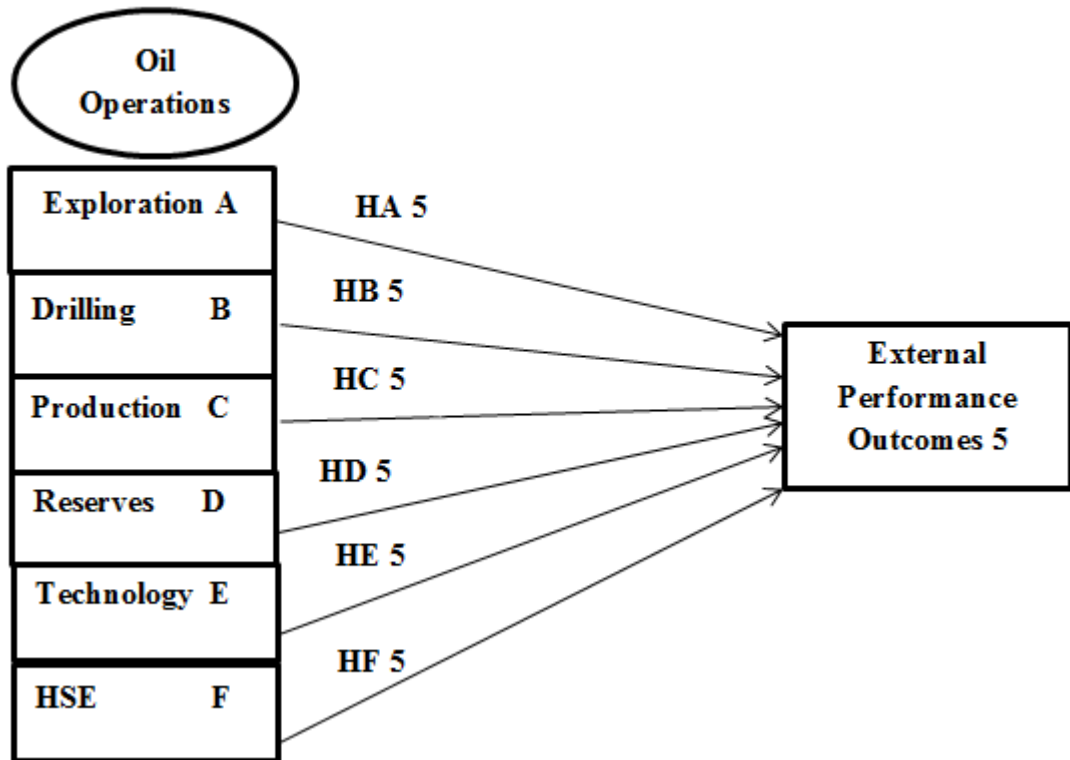 Oil
Operations
Exploration A
HA 5
Drilling B
HB 5
Production C
HC 5
Reserves D
HD 5
Technology E
HE 5
HSE F
HF 5
External
Performance
Outcomes 5